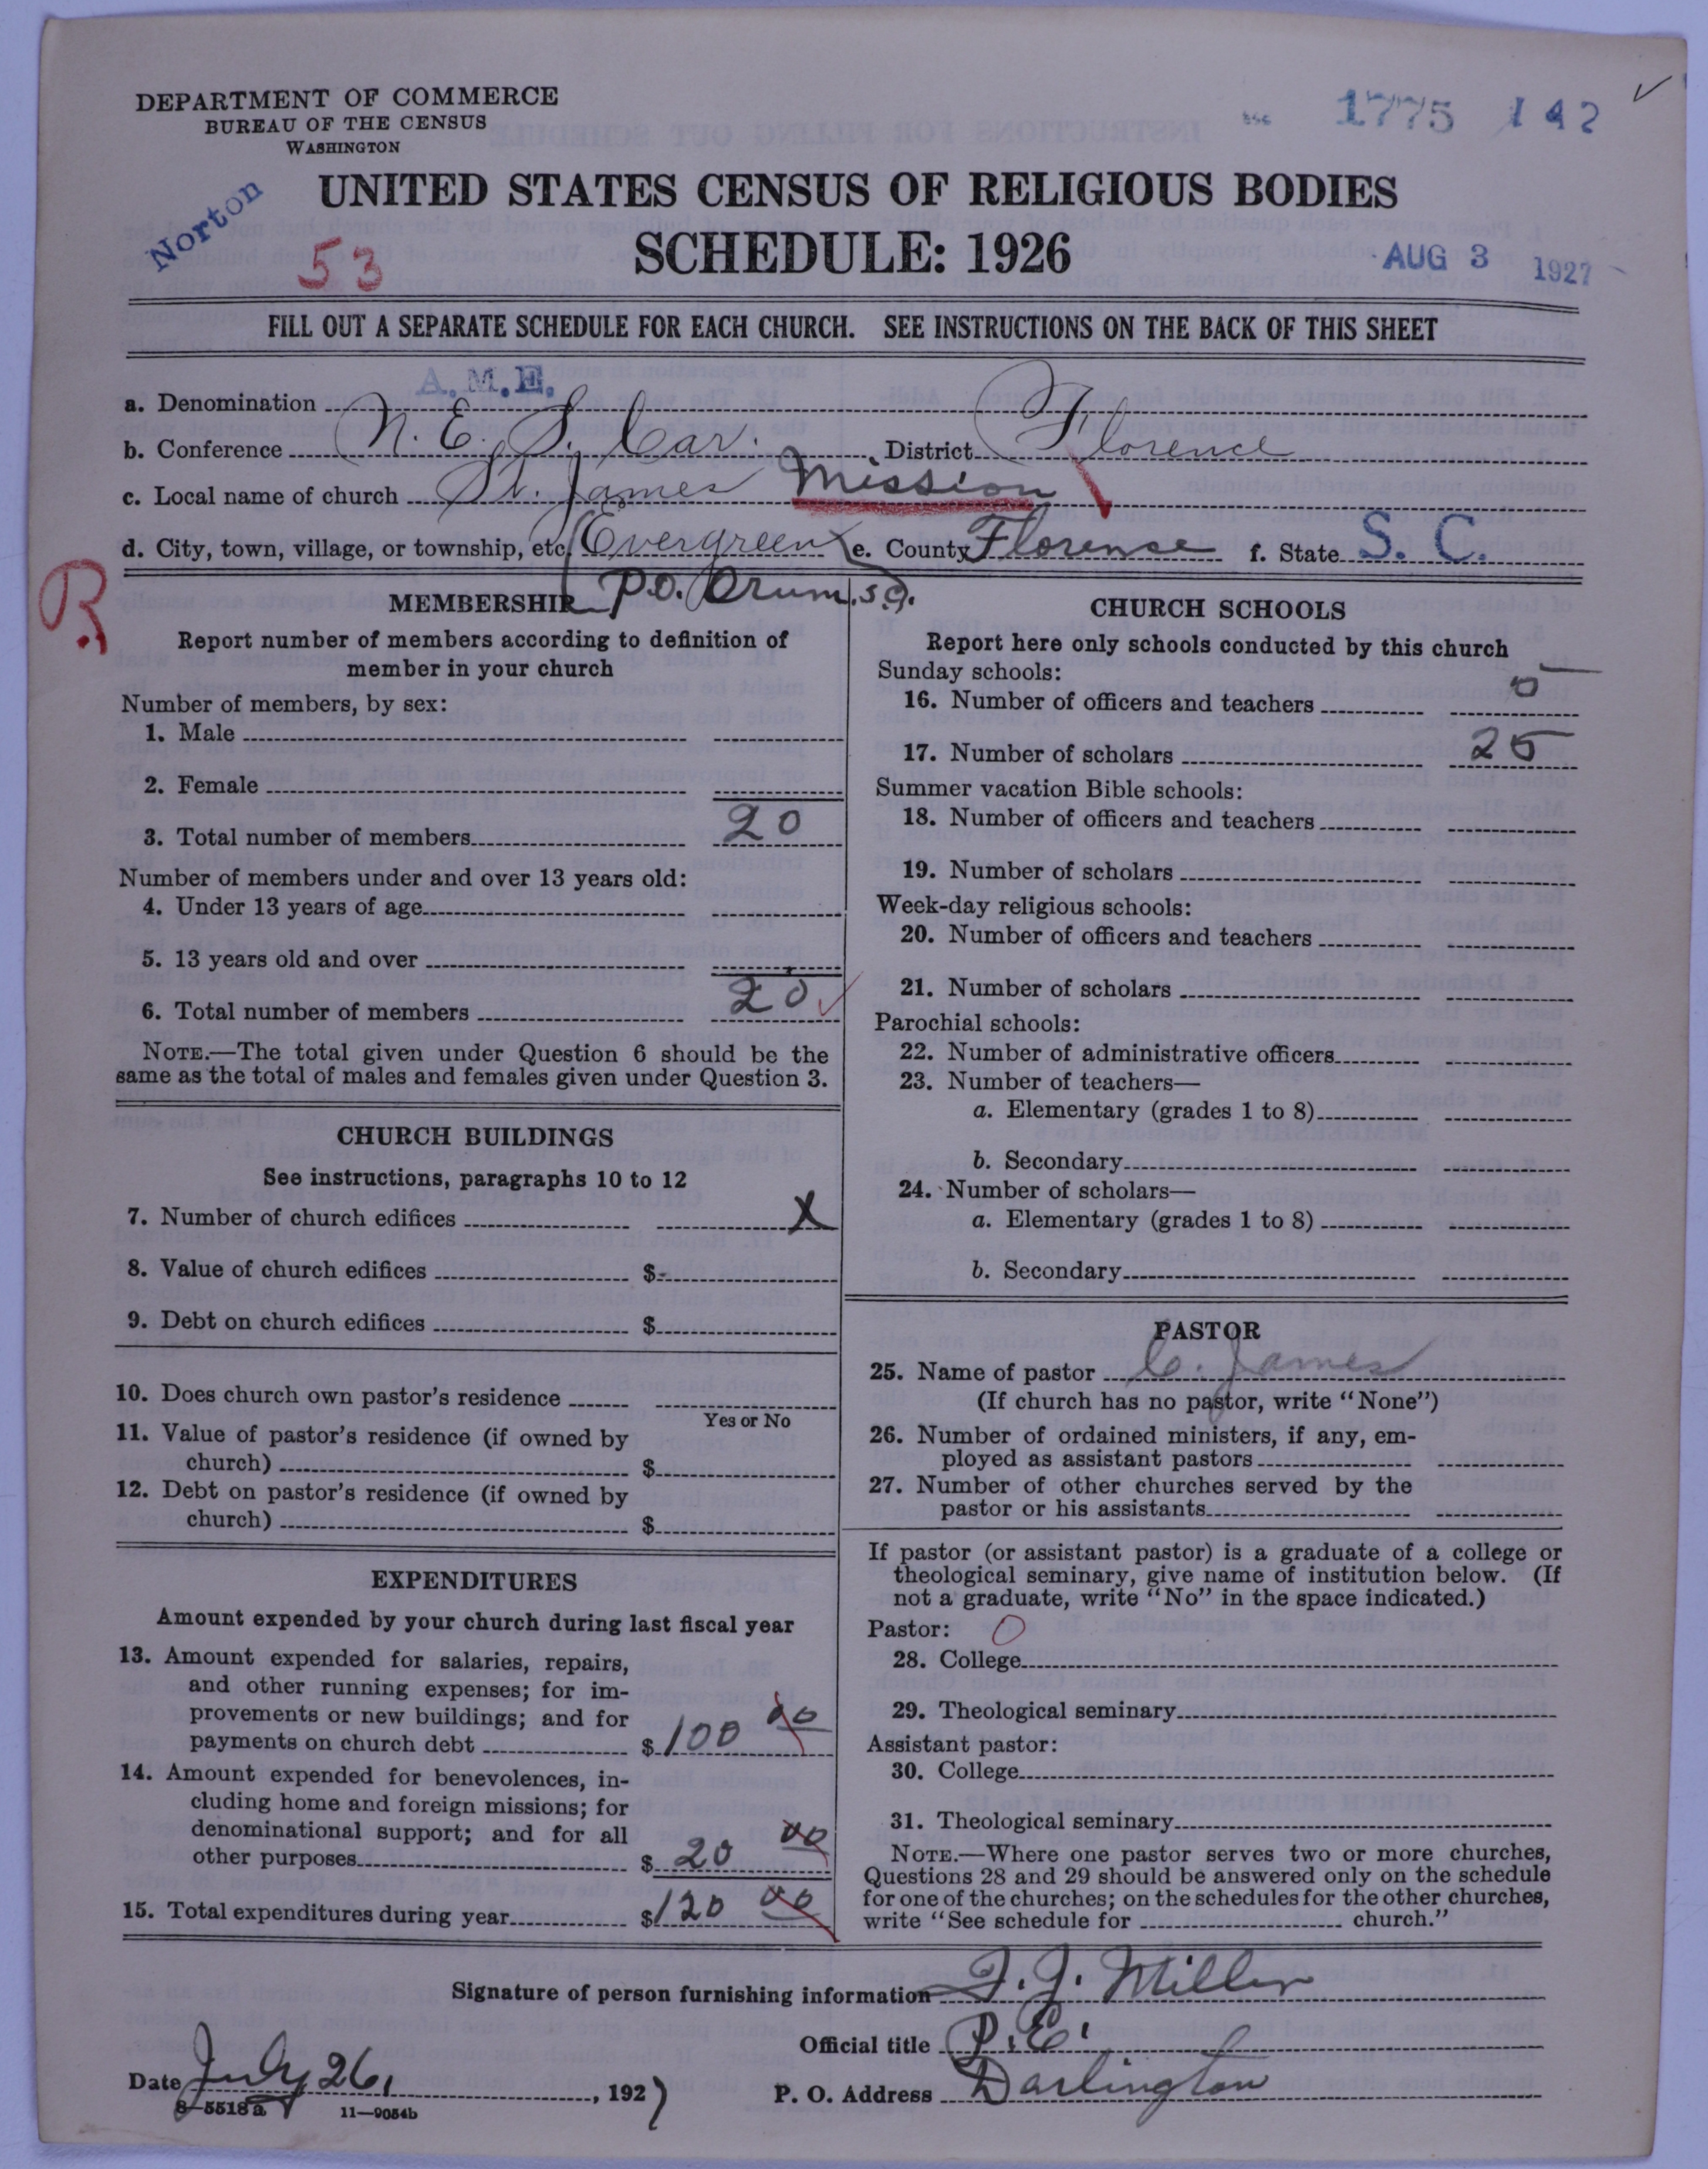 DEPARTMENT OF COMMERCE
BUREAU OF THE CENSUS
WASHINGTON
1775 142
Norton
UNITED STATES CENSUS OF RELIGIOUS BODIES
53
SCHEDULE: 1926
AUG 3 1927
FILL OUT A SEPARATE SCHEDULE FOR EACH CHURCH. SEE INSTRUCTIONS ON THE BACK OF THIS SHEET
A.M.E.
a. Denomination
b. Conference N. E. S. Car. District Florence
c. Local name of church St. James Mission
d. City, town, village, or township, etc. Evergreen e. County Florence f. State S. C.
P.O. Orum, S.C.
R
MEMBERSHIP
Report number of members according to definition of
member in your church
Number of members, by sex:
1. Male
2. Female
3. Total number of members 20
Number of members under and over 13 years old:
4. Under 13 years of age
5. 13 years old and over
6. Total number of members 20
NOTE.—The total given under Question 6 should be the
same as the total of males and females given under Question 3.
CHURCH BUILDINGS
See instructions, paragraphs 10 to 12
7. Number of church edifices X
8. Value of church edifices $
9. Debt on church edifices $
10. Does church own pastor's residence
Yes or No
11. Value of pastor's residence (if owned by
church) $
12. Debt on pastor's residence (if owned by
church) $
EXPENDITURES
Amount expended by your church during last fiscal year
13. Amount expended for salaries, repairs,
and other running expenses; for im-
provements or new buildings; and for
payments on church debt $ 100 00
14. Amount expended for benevolences, in-
cluding home and foreign missions; for
denominational support; and for all
other purposes $ 20 00
15. Total expenditures during year $ 120 00
CHURCH SCHOOLS
Report here only schools conducted by this church
Sunday schools:
16. Number of officers and teachers 5
17. Number of scholars 25
Summer vacation Bible schools:
18. Number of officers and teachers
19. Number of scholars
Week-day religious schools:
20. Number of officers and teachers
21. Number of scholars
Parochial schools:
22. Number of administrative officers
23. Number of teachers—
a. Elementary (grades 1 to 8)
b. Secondary
24. Number of scholars—
a. Elementary (grades 1 to 8)
b. Secondary
PASTOR
25. Name of pastor C. James
(If church has no pastor, write "None")
26. Number of ordained ministers, if any, em-
ployed as assistant pastors
27. Number of other churches served by the
pastor or his assistants
If pastor (or assistant pastor) is a graduate of a college or
theological seminary, give name of institution below. (If
not a graduate, write "No" in the space indicated.)
Pastor: 0
28. College
29. Theological seminary
Assistant pastor:
30. College
31. Theological seminary
NOTE.—Where one pastor serves two or more churches,
Questions 28 and 29 should be answered only on the schedule
for one of the churches; on the schedules for the other churches,
write "See schedule for church."
Signature of person furnishing information J. J. Miller
Official title P. E.
Date July 26, 1927 P. O. Address Darlington
8—5518a 11—9054b